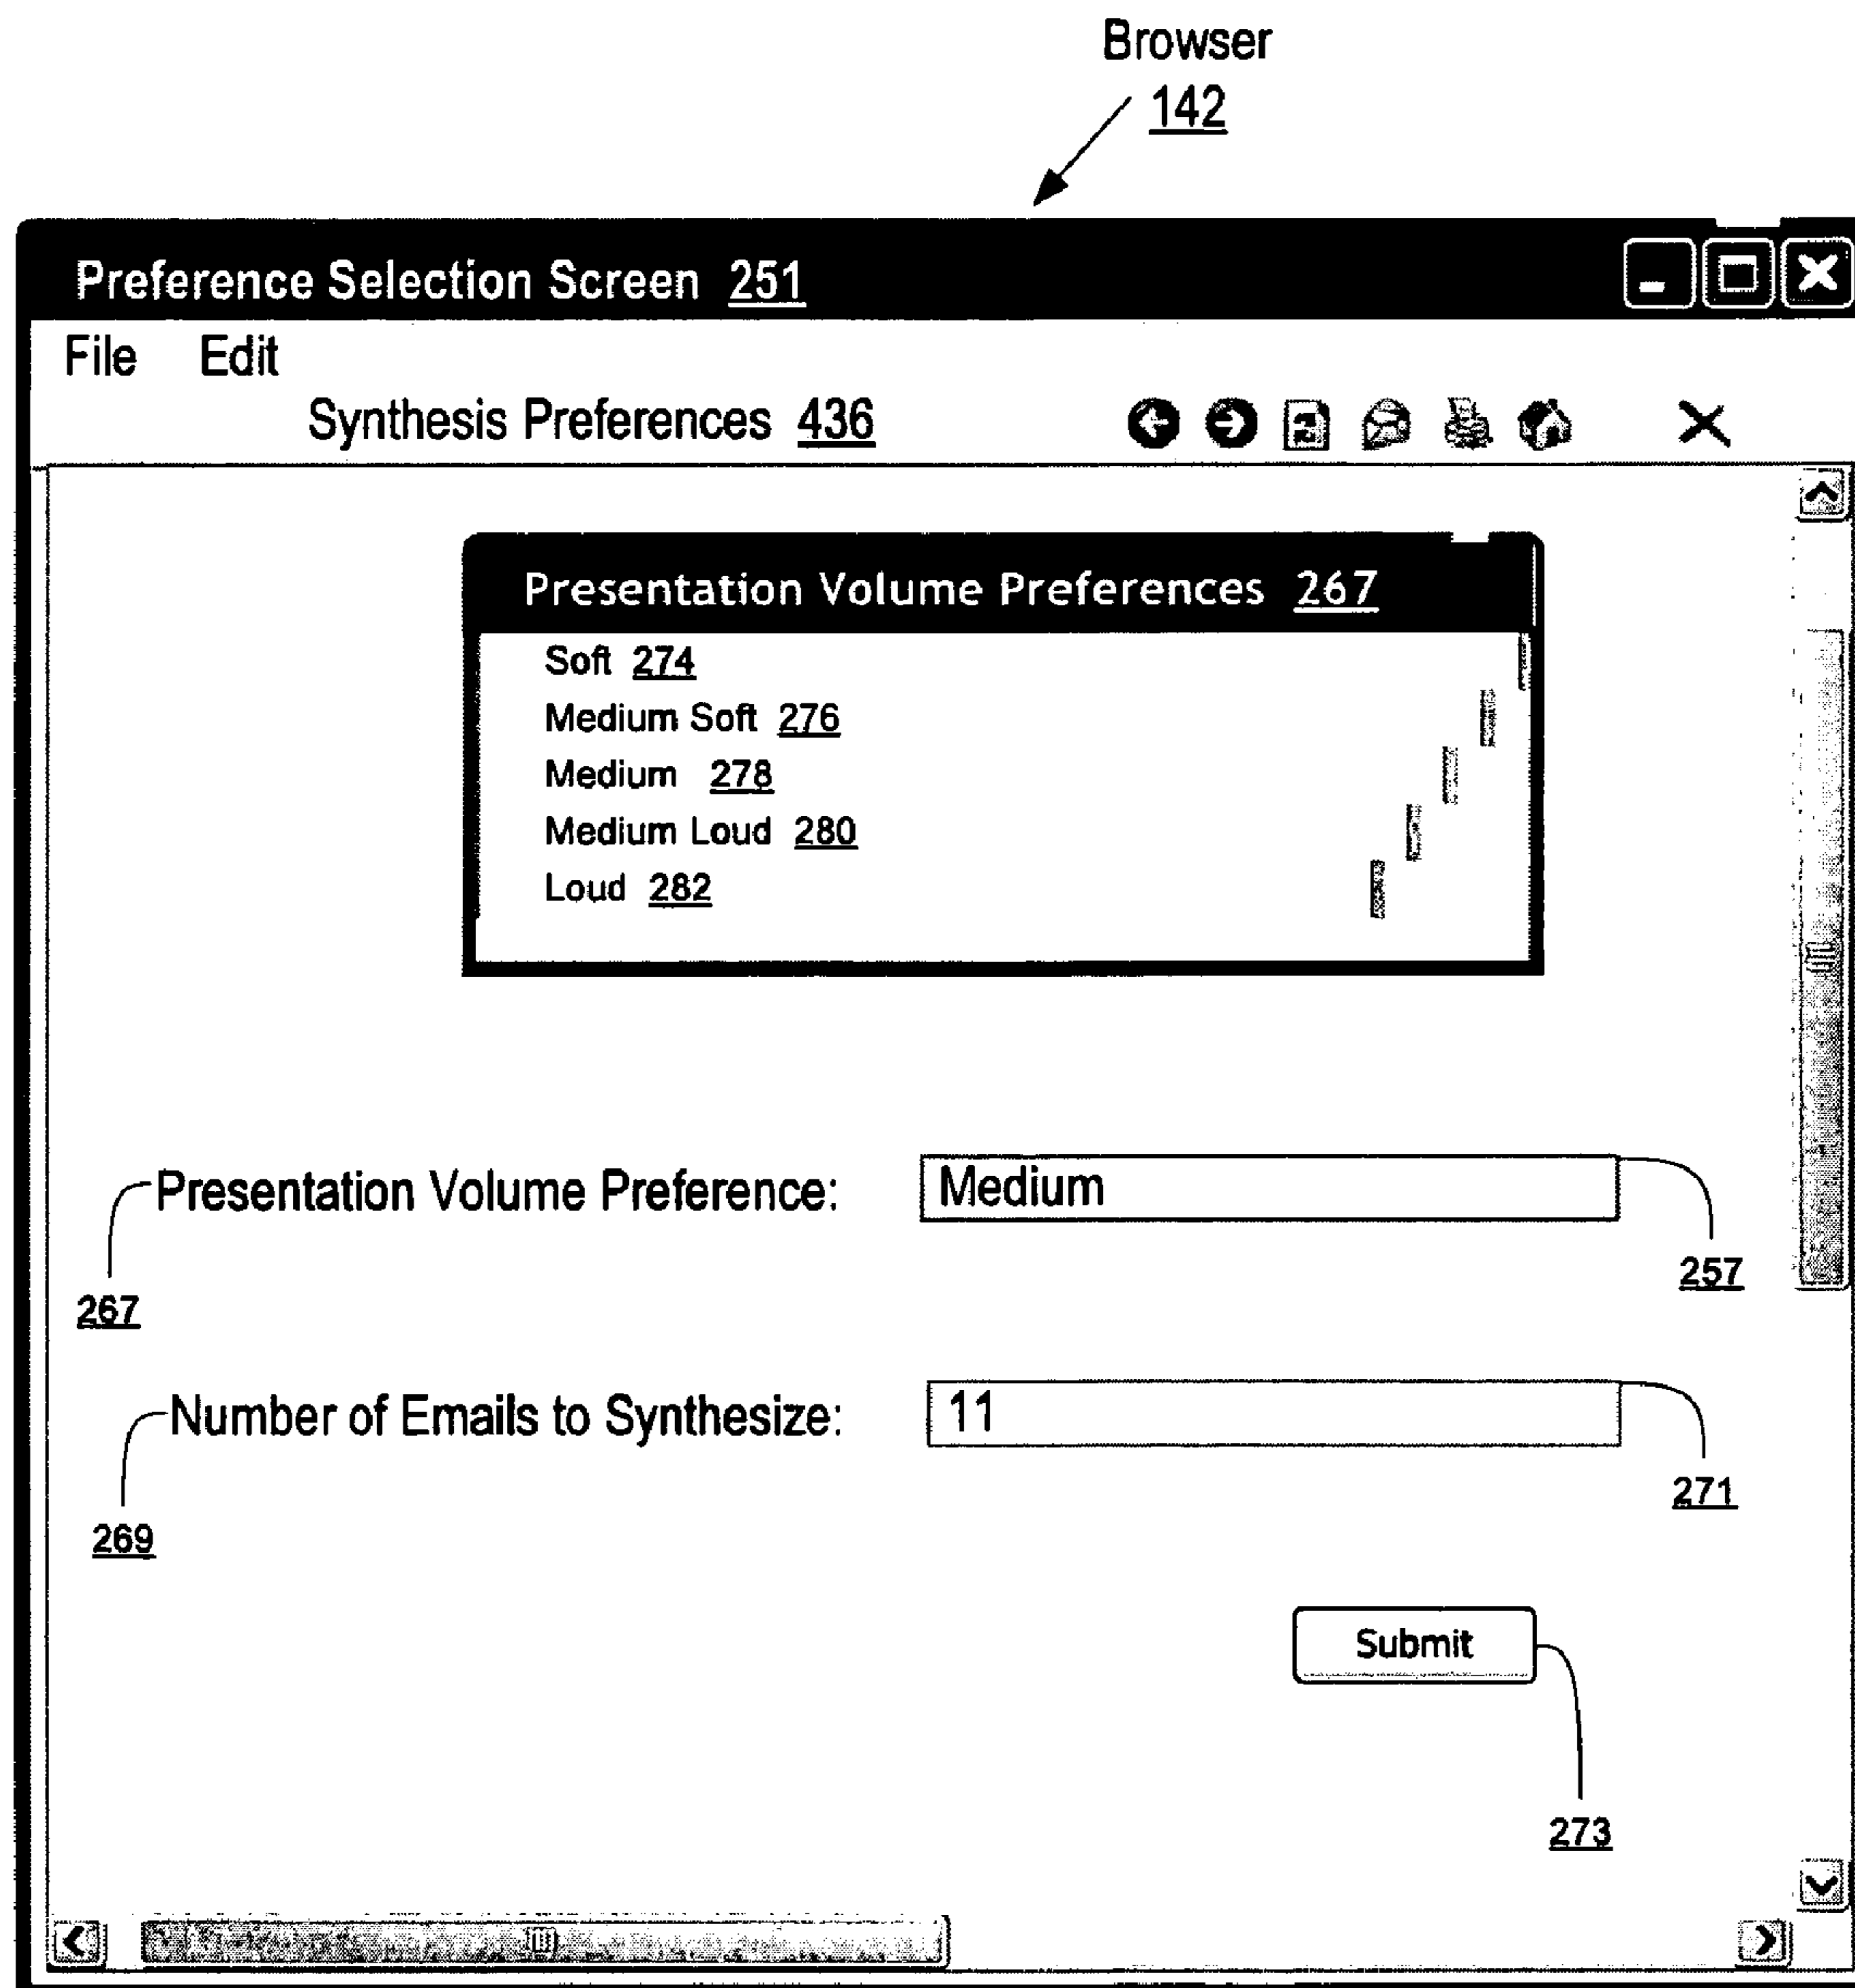 Browser
142
Preference Selection Screen 251
File Edit
Synthesis Preferences 436
Presentation Volume Preferences 267
Soft 274
Medium Soft 276
Medium 278
Medium Loud 280
Loud 282
Presentation Volume Preference: Medium
267
257
Number of Emails to Synthesize: 11
269
271
Submit
273